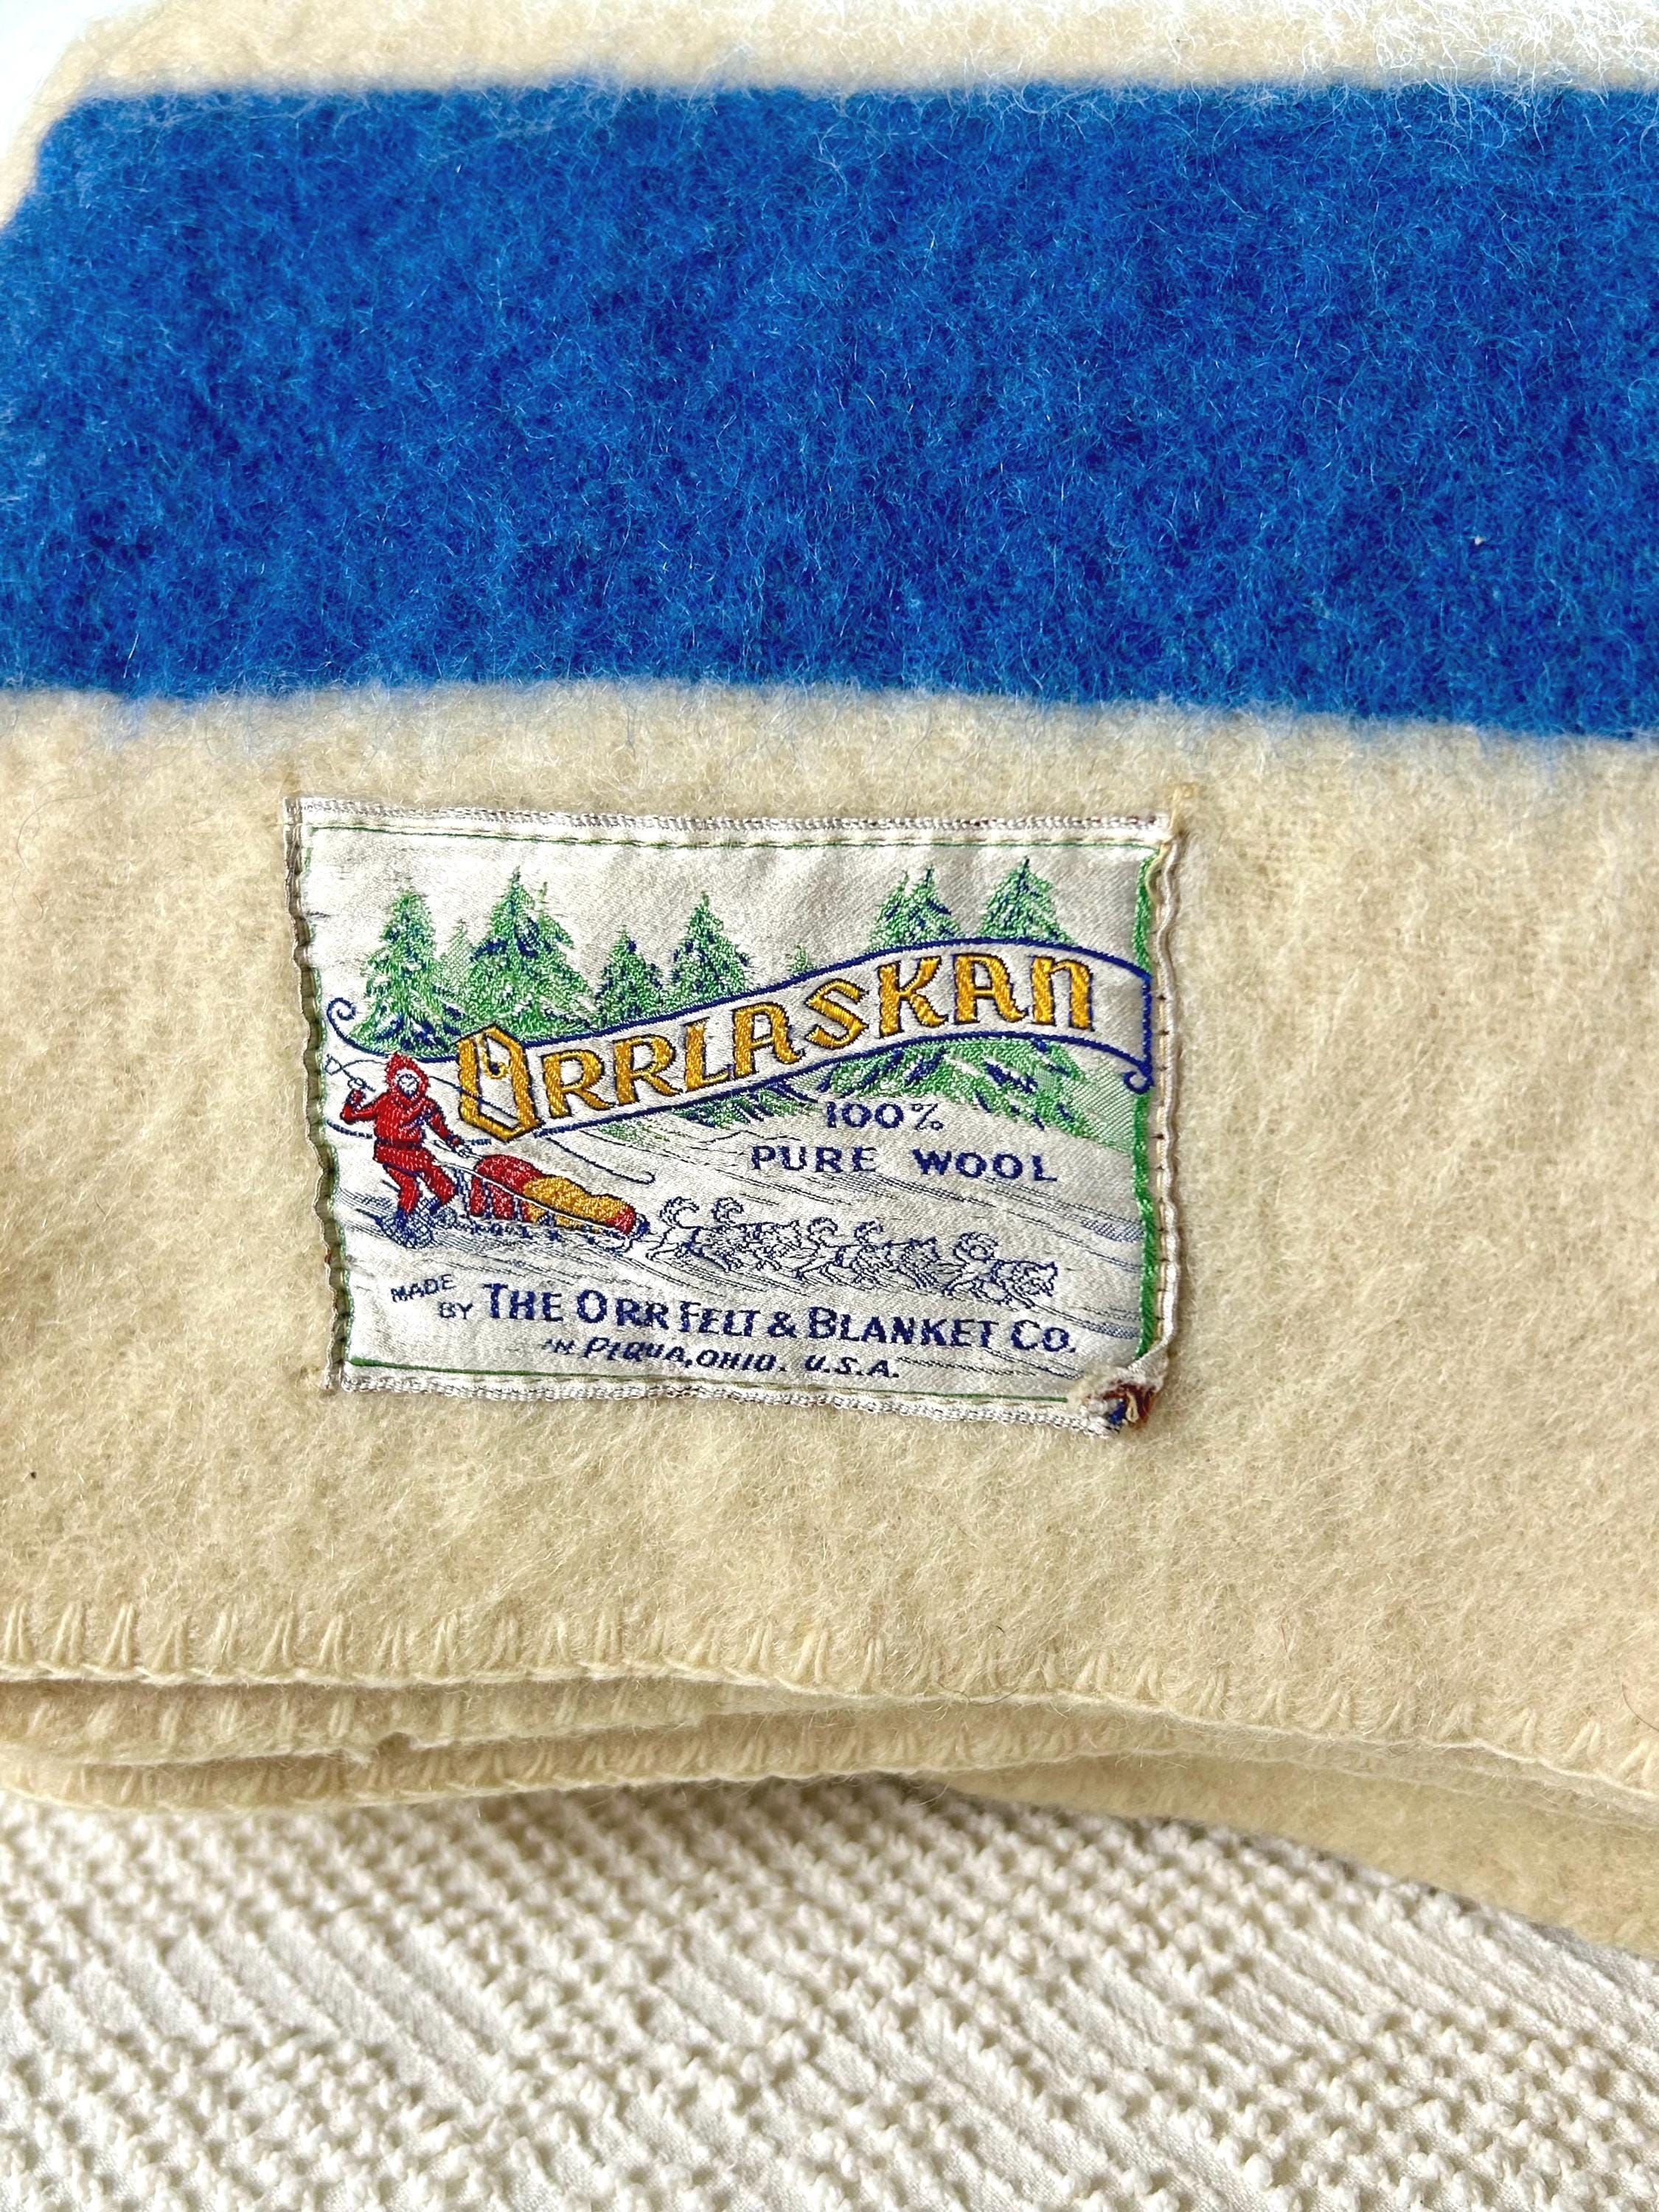 ORRLASKAN
100%
PURE WOOL
MADE
BY THE ORR FELT & BLANKET CO.
IN PIQUA, OHIO. U.S.A.